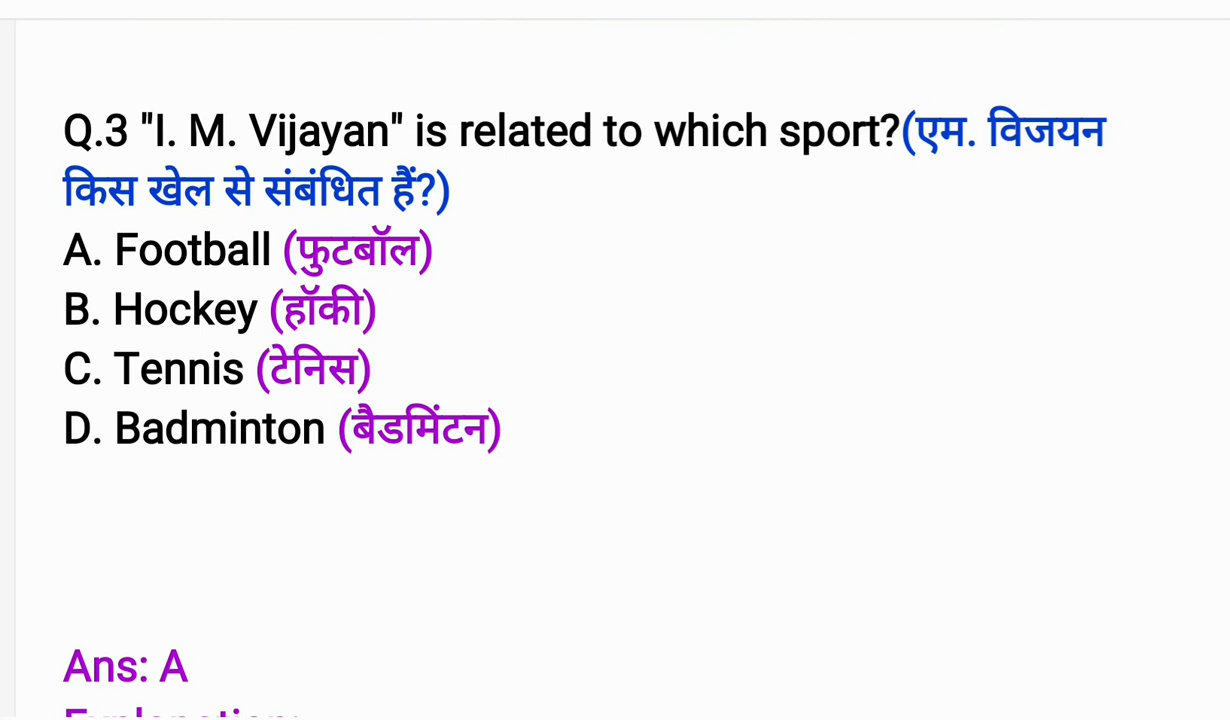 Q.3 "I. M. Vijayan" is related to which sport?(एम. विजयन
किस खेल से संबंधित हैं?)
A. Football (फुटबॉल)
B. Hockey (हॉकी)
C. Tennis (टेनिस)
D. Badminton (बैडमिंटन)
Ans: A